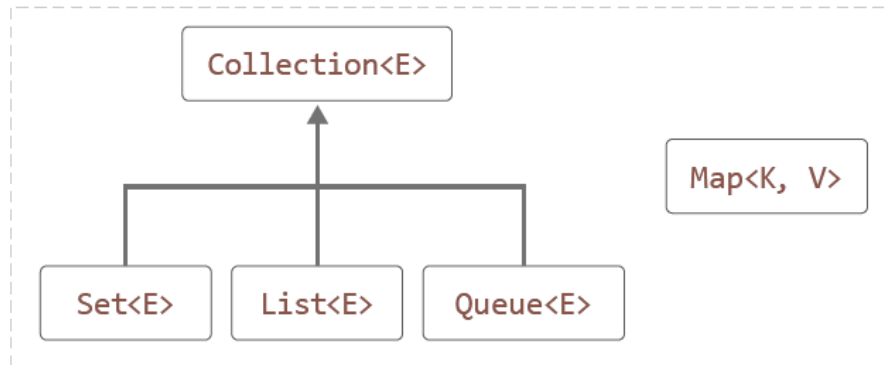 Collection<E>
Map<K, V>
Set<E>
List<E>
Queue<E>